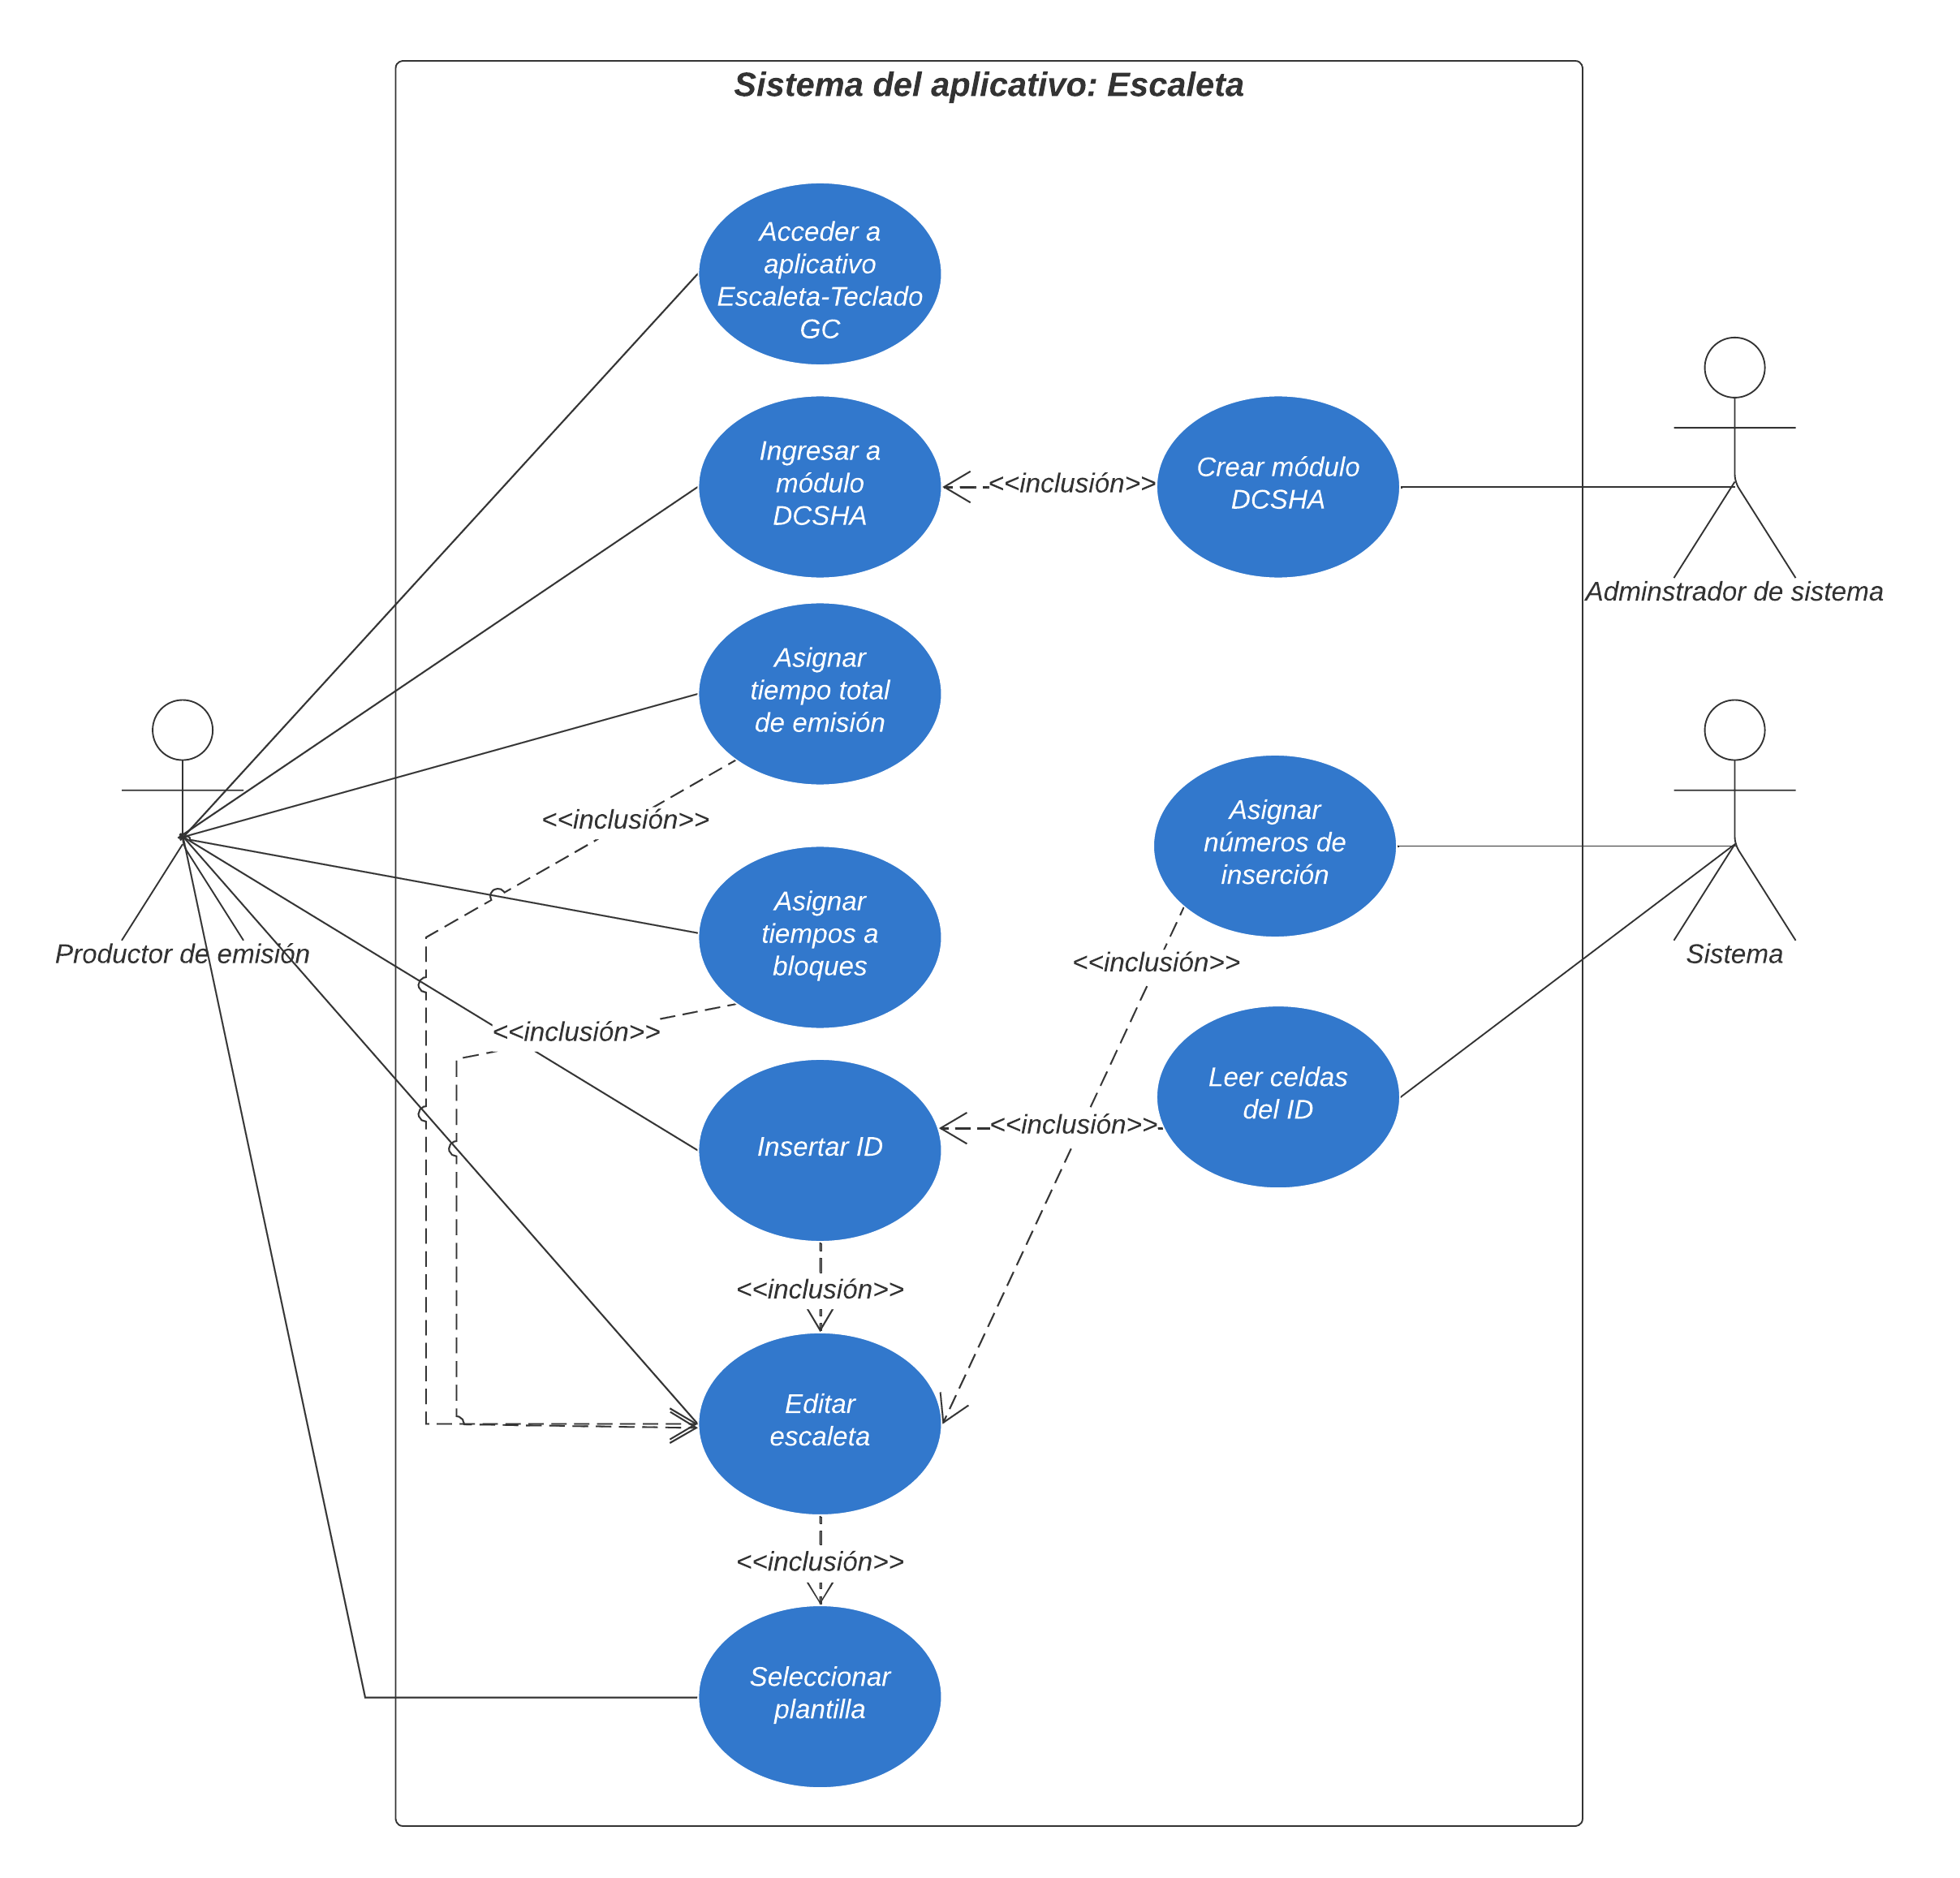 Sistema del aplicativo: Escaleta
Acceder a
aplicativo
Escaleta-Teclado
GC
Ingresar a
módulo
DCSHA
<<inclusión>>
Crear módulo
DCSHA
Adminstrador de sistema
Asignar
tiempo total
de emisión
<<inclusión>>
Productor de emisión
Asignar
tiempos a
bloques
<<inclusión>>
Asignar
números de
inserción
<<inclusión>>
Sistema
Leer celdas
del ID
<<inclusión>>
Insertar ID
<<inclusión>>
Editar
escaleta
<<inclusión>>
Seleccionar
plantilla